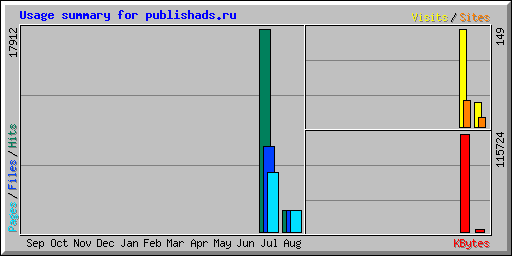 Usage summary for publishads.ru
Visits / Sites
17912
149
Pages / Files / Hits
115724
Sep Oct Nov Dec Jan Feb Mar Apr May Jun Jul Aug
KBytes